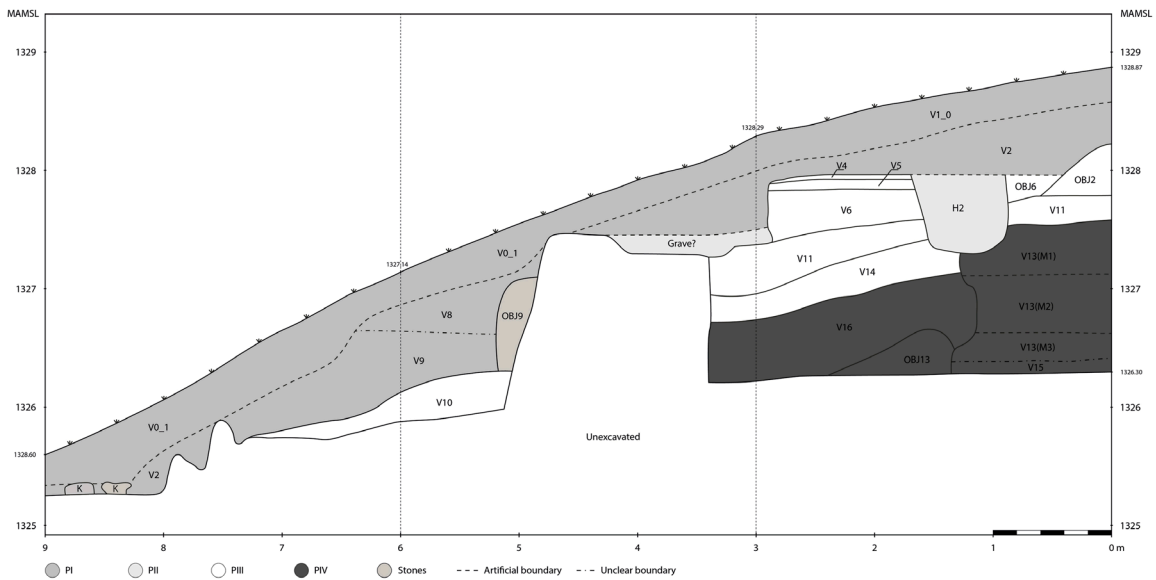 MAMSL MAMSL
1329 1329
1328.87
V1_0
1328.29
V2
1328 V4 V5 1328
OBJ6 OBJ2
V6 H2 V11
Grave?
V0_1
V11 V13(M1)
1327.14
V14
1327 1327
V13(M2)
V8 OBJ9 V16
V9 V13(M3)
OBJ13 V15
1326.30
V10
1326 1326
V0_1
Unexcavated
1328.60
V2
K K
1325 1325
9 8 7 6 5 4 3 2 1 0 m
PI PII PIII PIV Stones Artificial boundary Unclear boundary